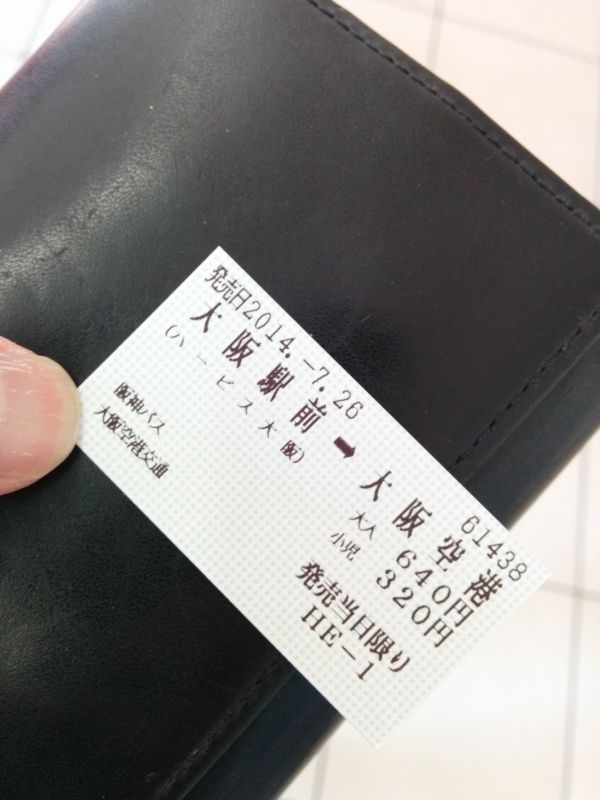 発売日2014.-7.26
61438
大阪駅前➡大阪空港
(ハービス大阪)
大人 640円
小児 320円
阪神バス
大阪空港交通
発売当日限り
HE-1